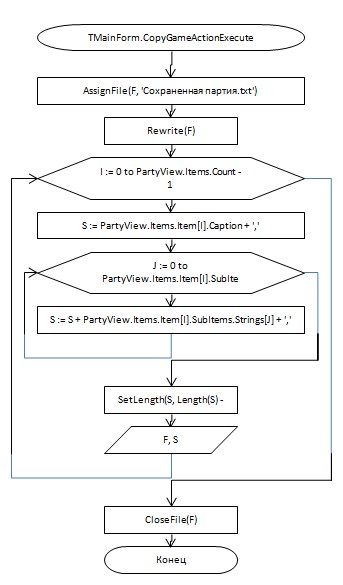 TMainForm.CopyGameActionExecute
AssignFile(F, 'Сохраненная партия.txt')
Rewrite(F)
I := 0 to PartyView.Items.Count -
1
S := PartyView.Items.Item[I].Caption + ','
J := 0 to
PartyView.Items.Item[I].SubIte
S := S + PartyView.Items.Item[I].SubItems.Strings[J] + ','
SetLength(S, Length(S) -
F, S
CloseFile(F)
Конец